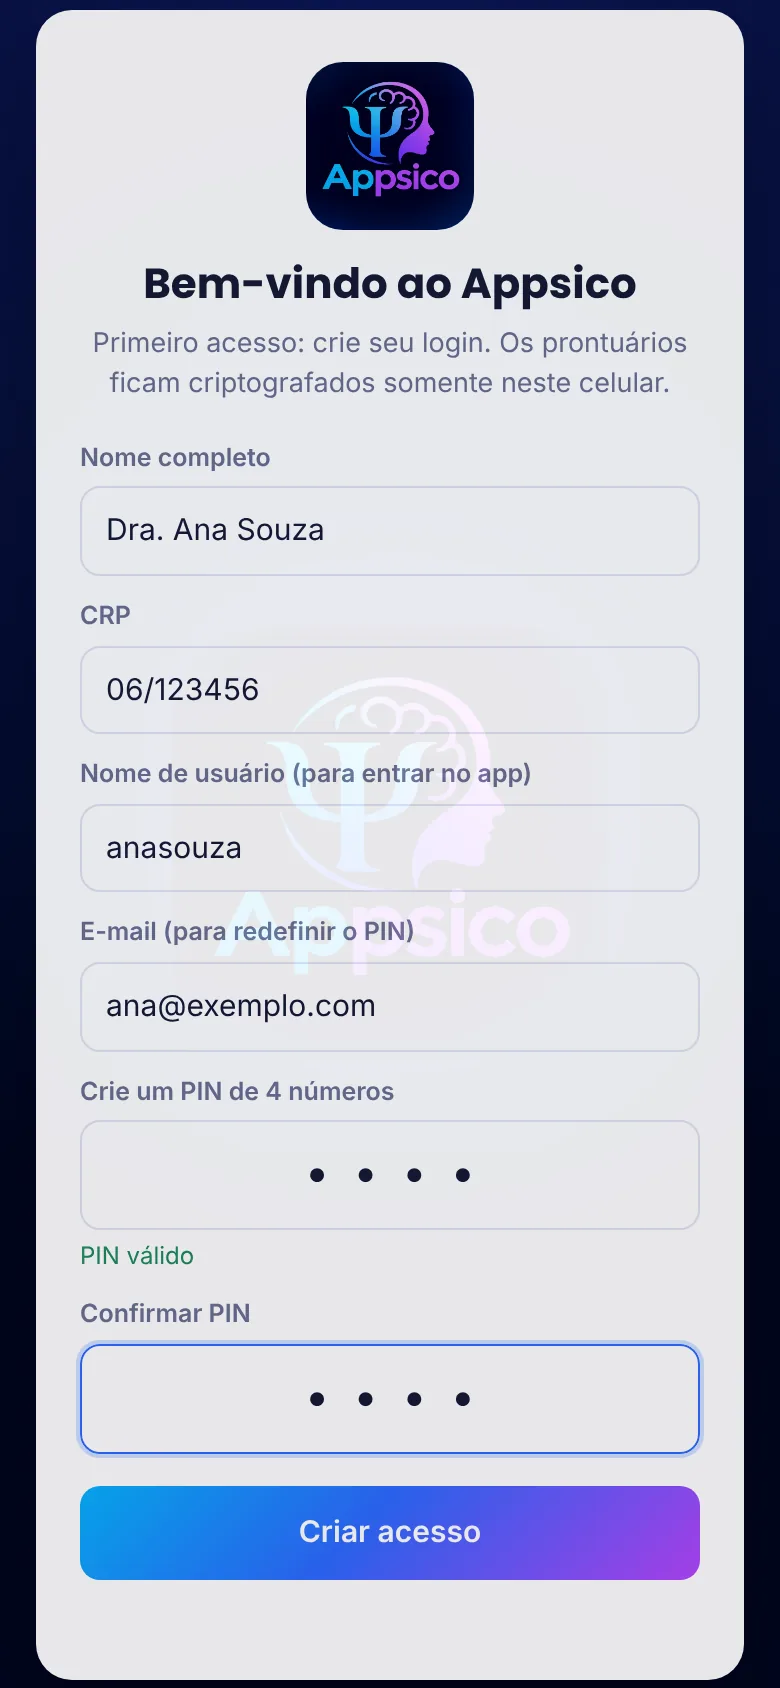 Appsico
Bem-vindo ao Appsico
Primeiro acesso: crie seu login. Os prontuários
ficam criptografados somente neste celular.
Nome completo
Dra. Ana Souza
CRP
06/123456
Nome de usuário (para entrar no app)
anasouza
Appsico
E-mail (para redefinir o PIN)
ana@exemplo.com
Crie um PIN de 4 números
PIN válido
Confirmar PIN
Criar acesso